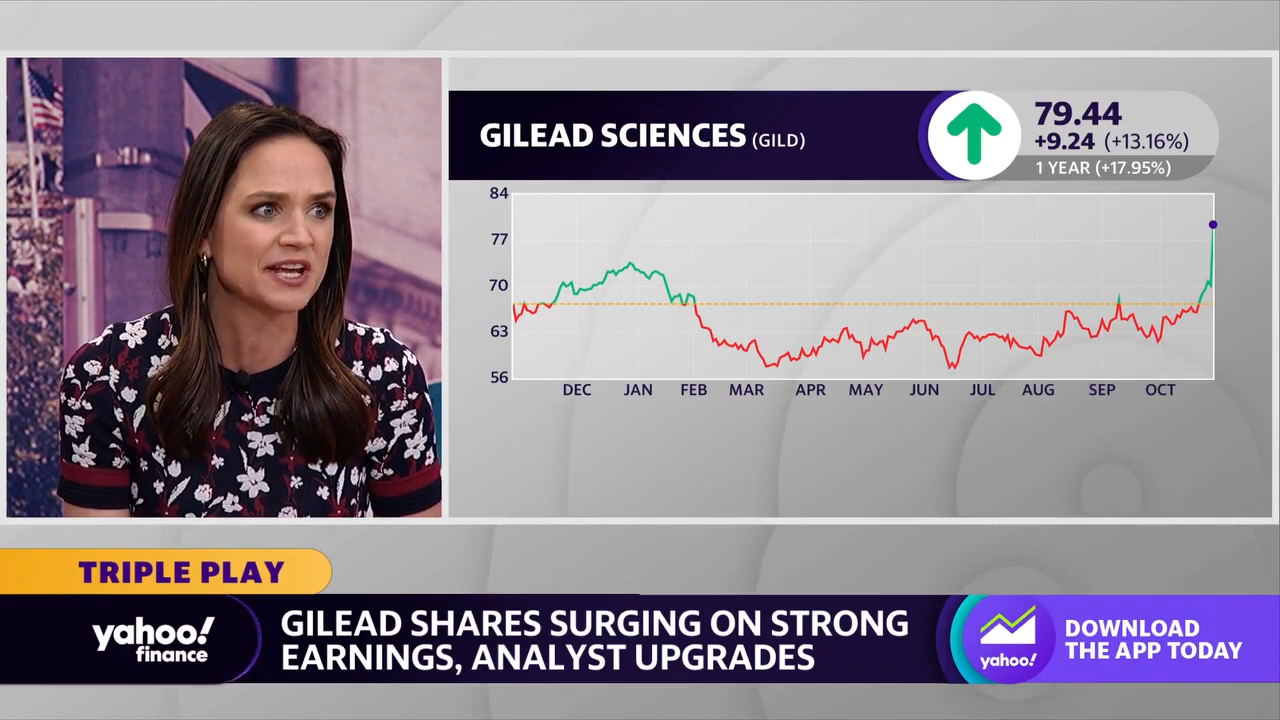 GILEAD SCIENCES (GILD)
79.44
+9.24 (+13.16%)
1 YEAR (+17.95%)
84
77
70
63
56
DEC JAN FEB MAR APR MAY JUN JUL AUG SEP OCT
TRIPLE PLAY
yahoo!
finance
GILEAD SHARES SURGING ON STRONG
EARNINGS, ANALYST UPGRADES
yahoo!
DOWNLOAD
THE APP TODAY